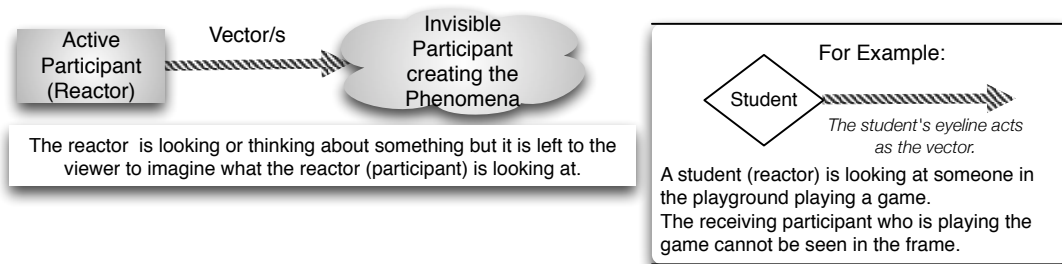 Active
Participant
(Reactor)
Vector/s
Invisible
Participant
creating the
Phenomena
The reactor is looking or thinking about something but it is left to the
viewer to imagine what the reactor (participant) is looking at.
For Example:
Student
The student's eyeline acts
as the vector.
A student (reactor) is looking at someone in
the playground playing a game.
The receiving participant who is playing the
game cannot be seen in the frame.